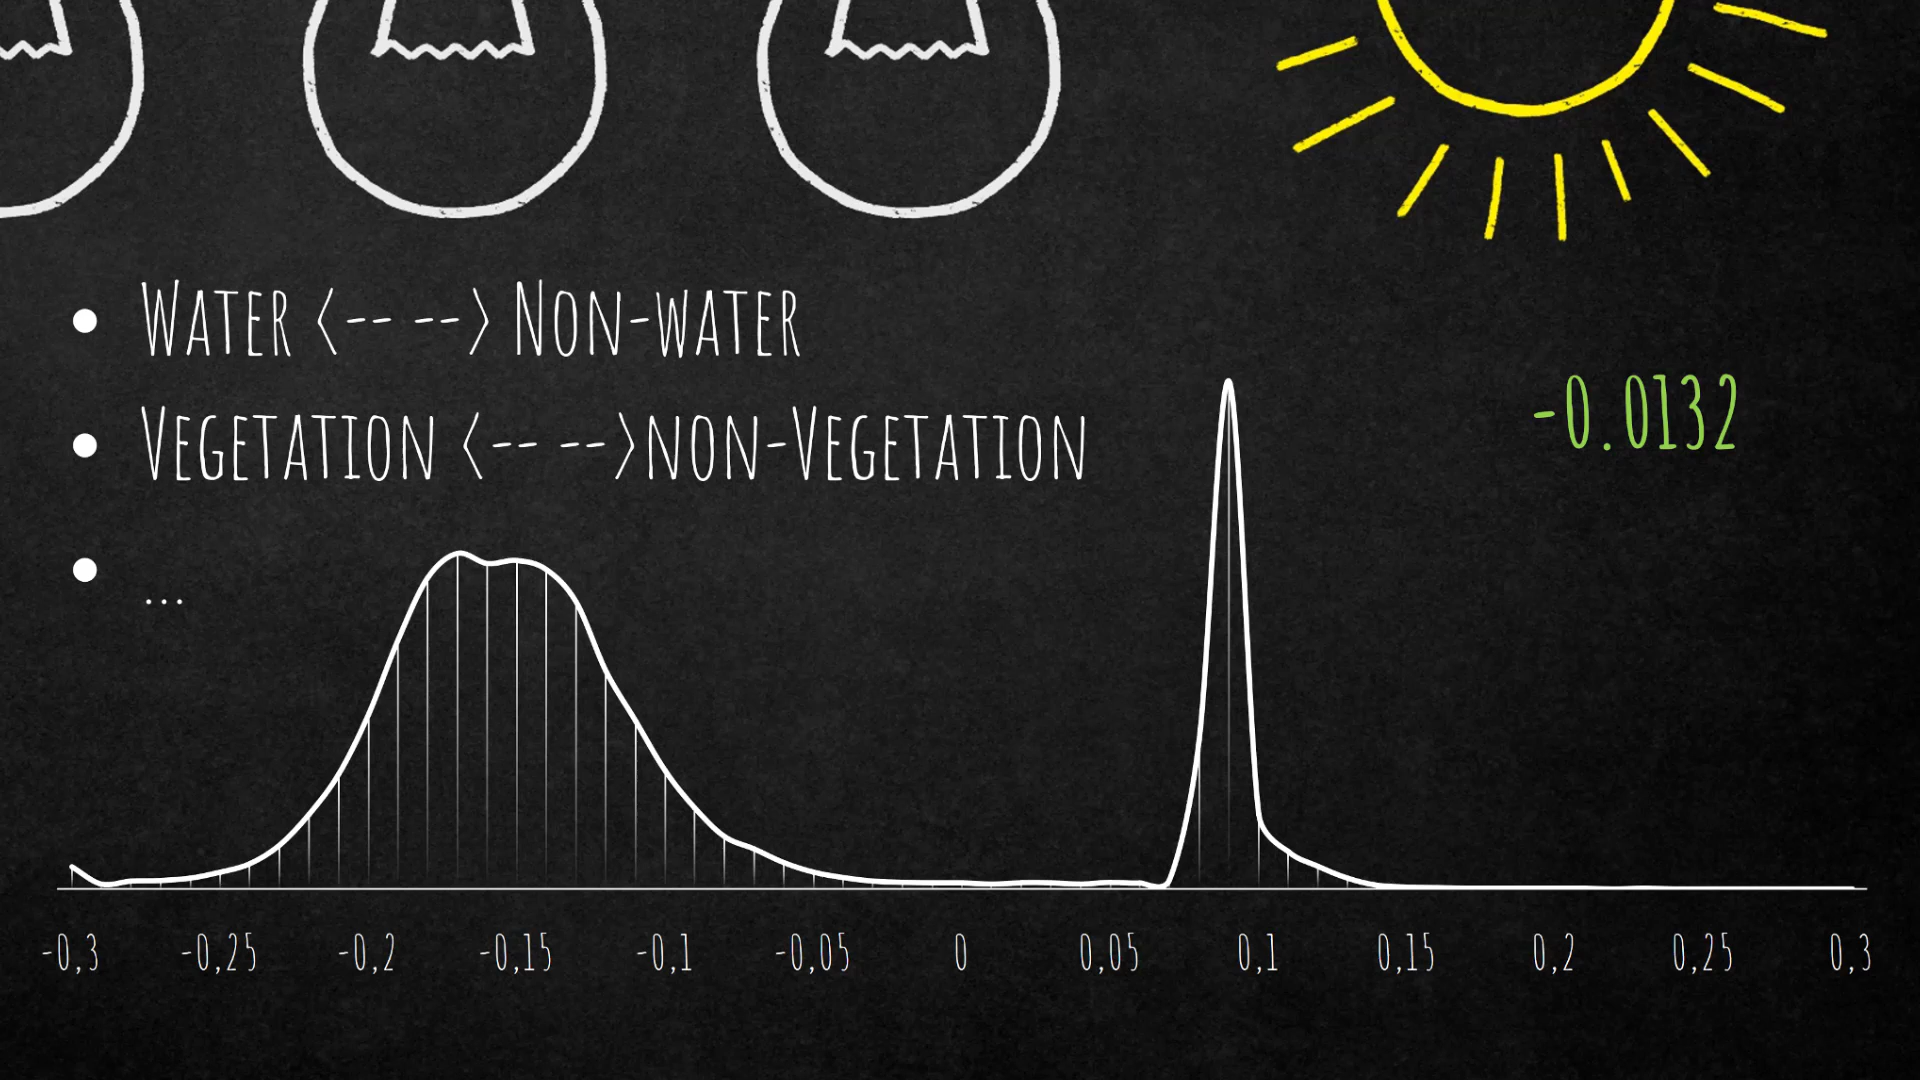 Water <-- --> Non-water
Vegetation <-- -->non-Vegetation
...
-0.0132
-0,3 -0,25 -0,2 -0,15 -0,1 -0,05 0 0,05 0,1 0,15 0,2 0,25 0,3